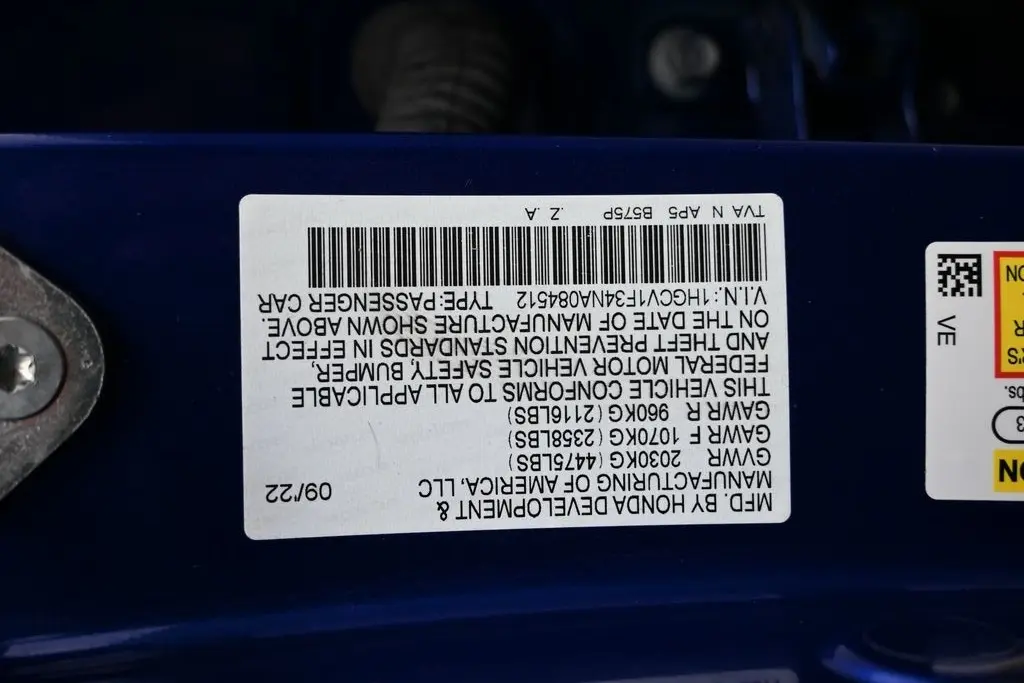 MFD. BY HONDA DEVELOPMENT &
MANUFACTURING OF AMERICA, LLC 09/'22
GVWR 2030KG (4475LBS)
GAWR F 1070KG (2358LBS)
GAWR R 960KG (2116LBS)
THIS VEHICLE CONFORMS TO ALL APPLICABLE
FEDERAL MOTOR VEHICLE SAFETY, BUMPER,
AND THEFT PREVENTION STANDARDS IN EFFECT
ON THE DATE OF MANUFACTURE SHOWN ABOVE.
V.I.N.: 1HGCV1F34NA084512 TYPE:PASSENGER CAR
TVA N AP5 B575P .Z .A
VE